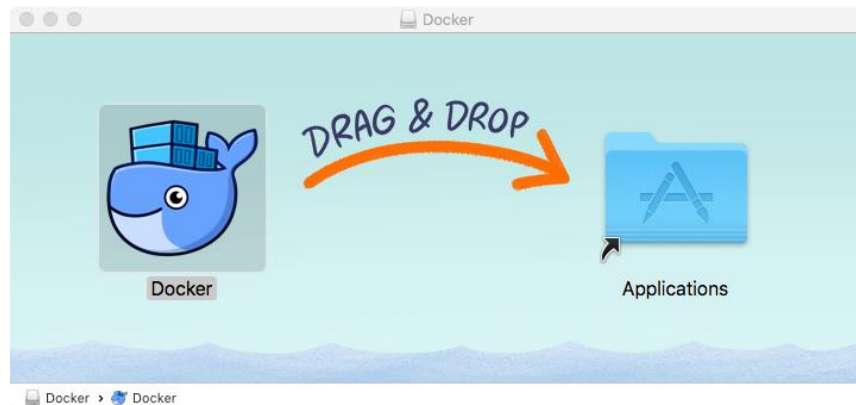 Docker
DRAG & DROP
Docker
Applications
Docker › Docker